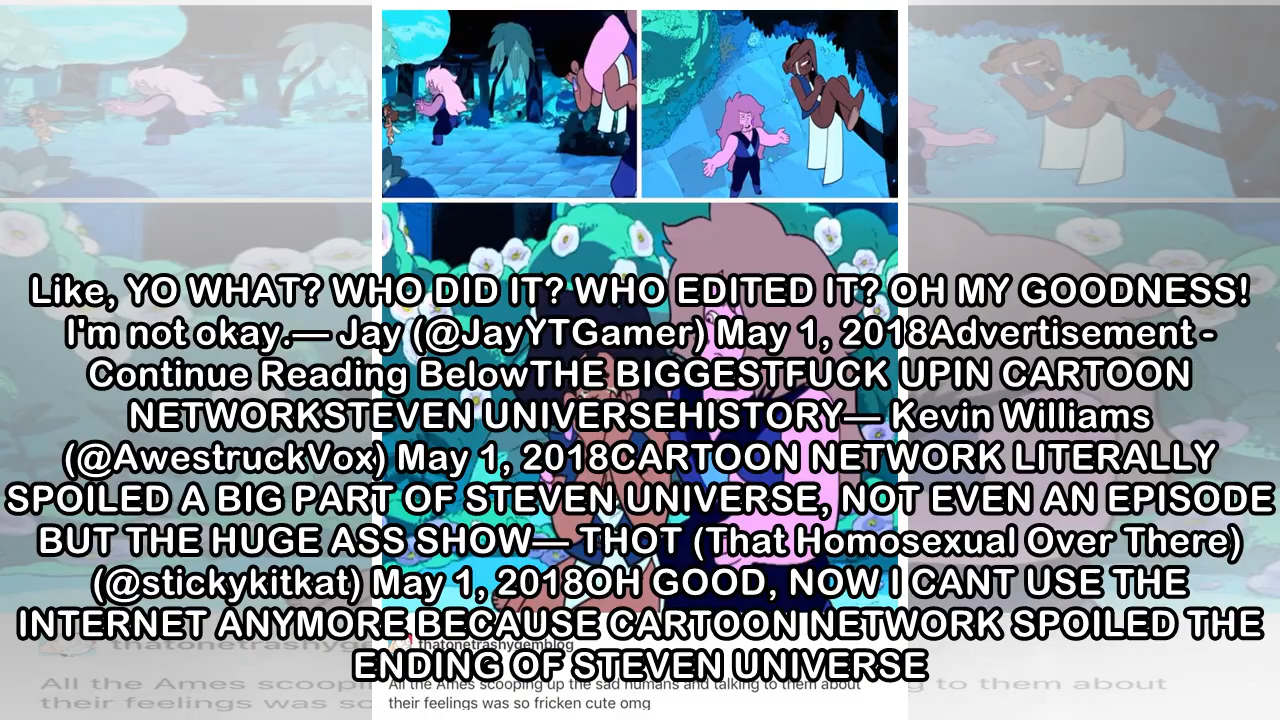 Like, YO WHAT? WHO DID IT? WHO EDITED IT? OH MY GOODNESS!
I'm not okay.— Jay (@JayYTGamer) May 1, 2018Advertisement -
Continue Reading BelowTHE BIGGESTFUCK UPIN CARTOON
NETWORKSTEVEN UNIVERSEHISTORY— Kevin Williams
(@AwestruckVox) May 1, 2018CARTOON NETWORK LITERALLY
SPOILED A BIG PART OF STEVEN UNIVERSE, NOT EVEN AN EPISODE
BUT THE HUGE ASS SHOW— THOT (That Homosexual Over There)
(@stickykitkat) May 1, 2018OH GOOD, NOW I CANT USE THE
INTERNET ANYMORE BECAUSE CARTOON NETWORK SPOILED THE
ENDING OF STEVEN UNIVERSE
thatonetrashygemblog
All the Ames scooping up the sad humans and talking to them about
their feelings was so fricken cute omg